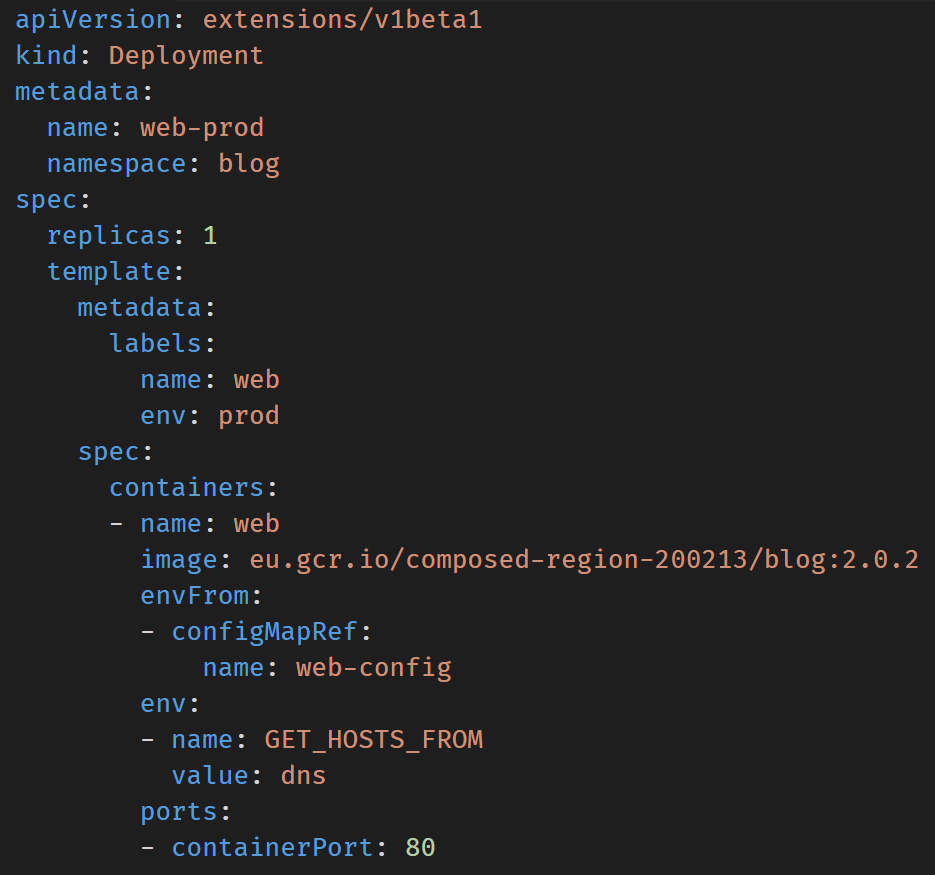 apiVersion: extensions/v1beta1
kind: Deployment
metadata:
  name: web-prod
  namespace: blog
spec:
  replicas: 1
  template:
    metadata:
      labels:
        name: web
        env: prod
    spec:
      containers:
      - name: web
        image: eu.gcr.io/composed-region-200213/blog:2.0.2
        envFrom:
        - configMapRef:
            name: web-config
        env:
        - name: GET_HOSTS_FROM
          value: dns
        ports:
        - containerPort: 80